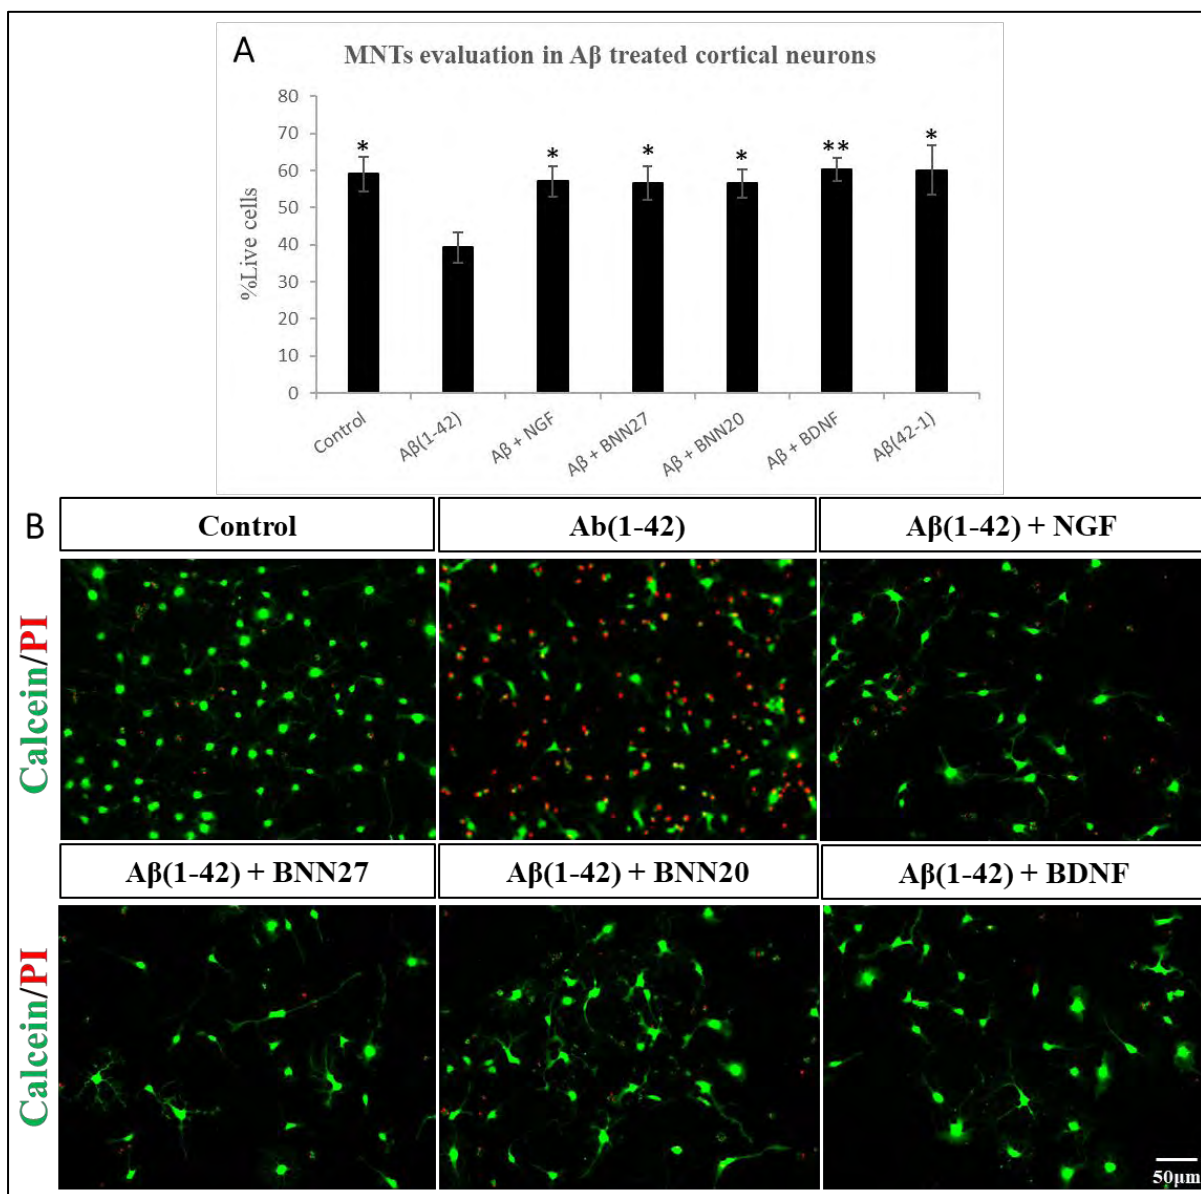 A
MNTs evaluation in Aβ treated cortical neurons
%Live cells
80
70
60
50
40
30
20
10
0
*
*
*
*
**
*
Control
Aβ(1-42)
Aβ + NGF
Aβ + BNN27
Aβ + BNN20
Aβ + BDNF
Aβ(42-1)
B
Control
Ab(1-42)
Aβ(1-42) + NGF
Calcein/PI
Aβ(1-42) + BNN27
Aβ(1-42) + BNN20
Aβ(1-42) + BDNF
Calcein/PI
50μm